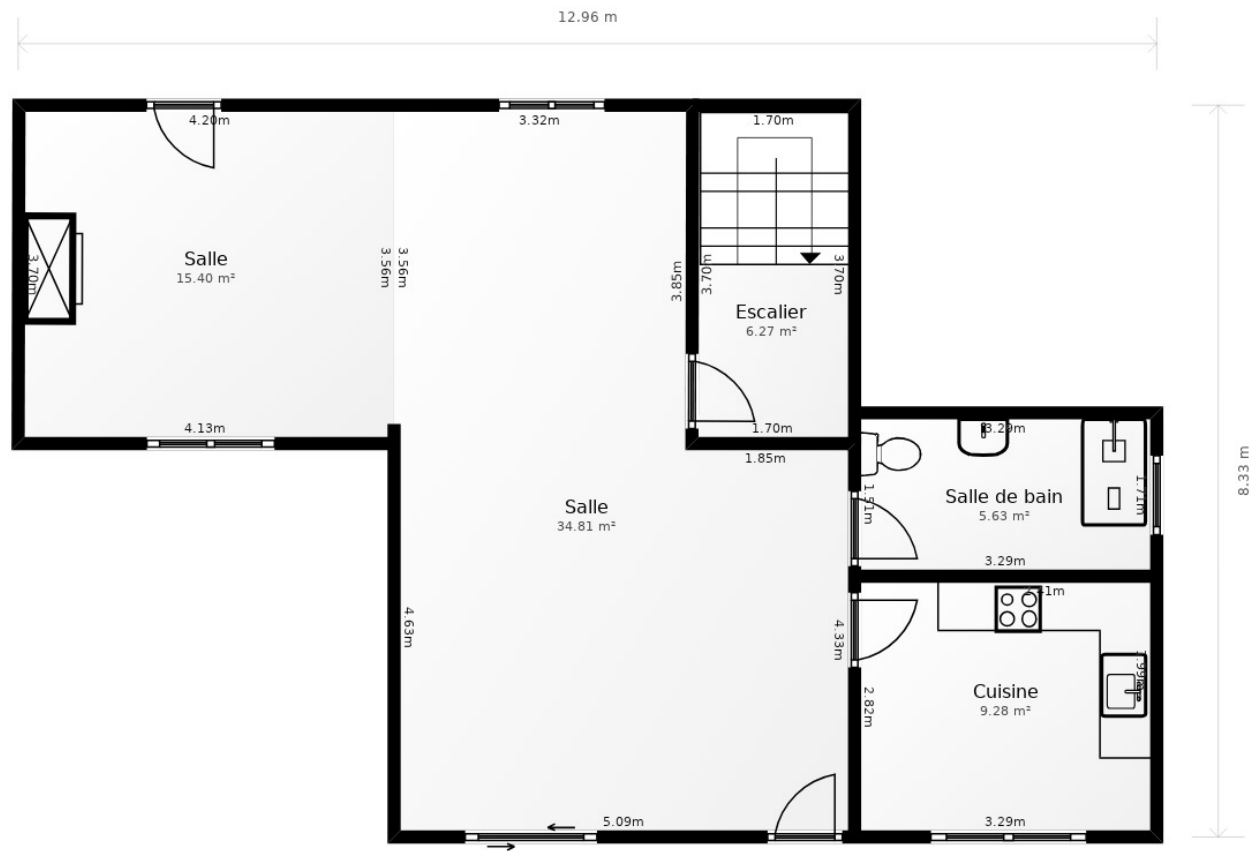 12.96 m
4.20m
3.32m
1.70m
3.70m
Salle
15.40 m²
3.56m
3.56m
3.85m
3.70m
3.70m
Escalier
6.27 m²
8.33 m
4.13m
1.70m
1.85m
3.29m
1.51m
Salle de bain
5.63 m²
1.71m
Salle
34.81 m²
3.29m
4.63m
4.33m
2.82m
Cuisine
9.28 m²
5.09m
3.29m